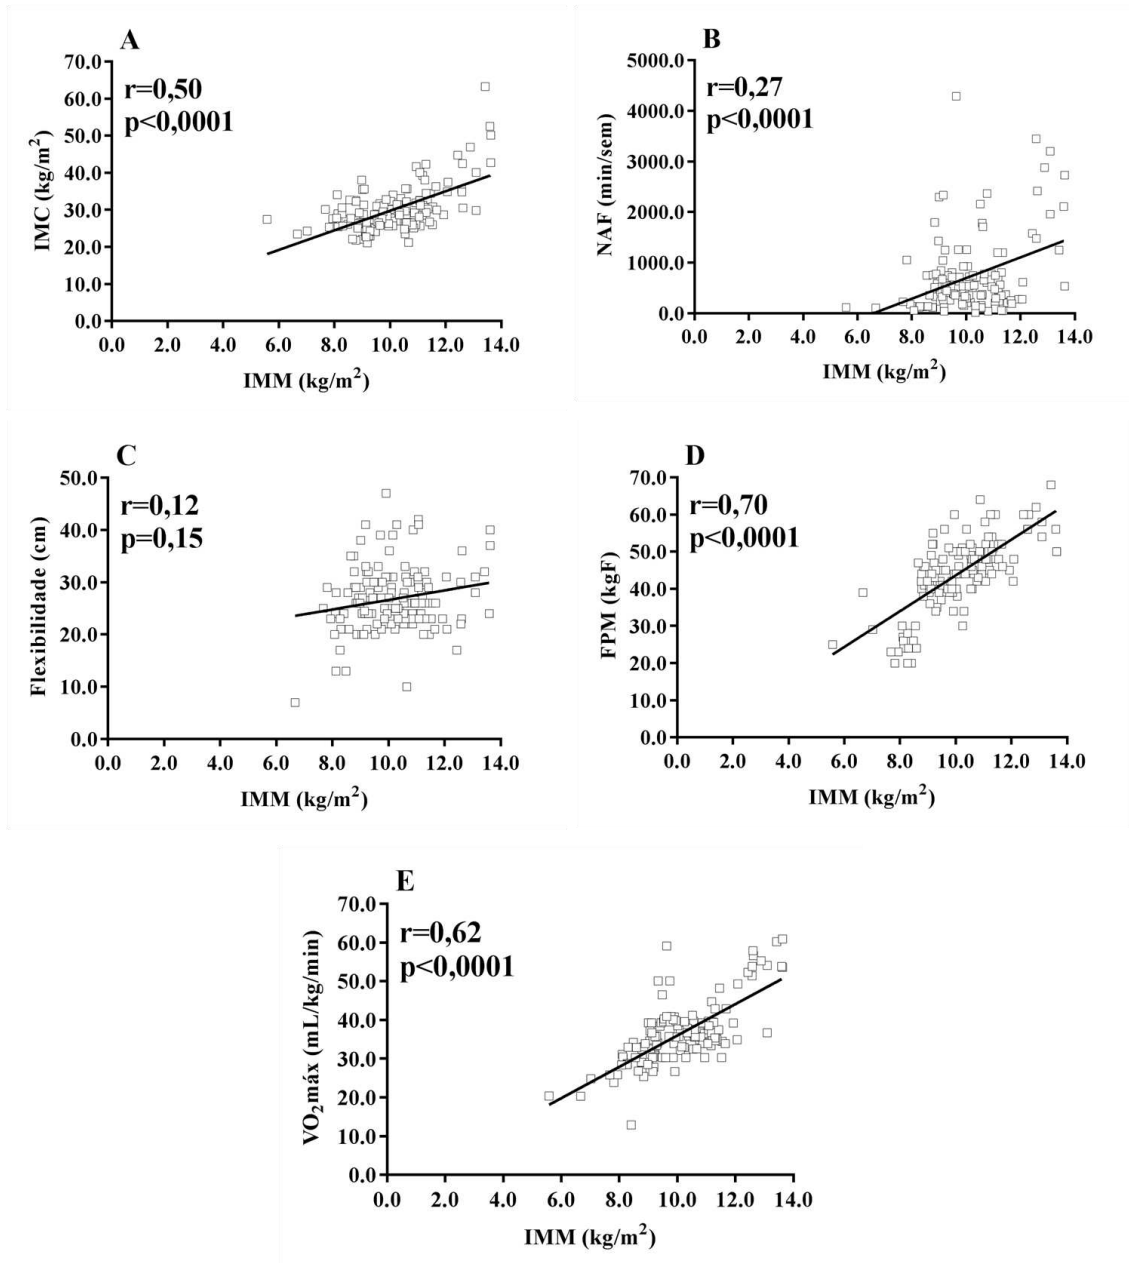 A
r=0,50
p<0,0001
IMC (kg/m²)
70.0
60.0
50.0
40.0
30.0
20.0
10.0
0.0
0.0 2.0 4.0 6.0 8.0 10.0 12.0 14.0
IMM (kg/m²)
B
r=0,27
p<0,0001
NAF (min/sem)
5000.0
4000.0
3000.0
2000.0
1000.0
0.0
0.0 2.0 4.0 6.0 8.0 10.0 12.0 14.0
IMM (kg/m²)
C
r=0,12
p=0,15
Flexibilidade (cm)
50.0
40.0
30.0
20.0
10.0
0.0
0.0 2.0 4.0 6.0 8.0 10.0 12.0 14.0
IMM (kg/m²)
D
r=0,70
p<0,0001
FPM (kgF)
70.0
60.0
50.0
40.0
30.0
20.0
10.0
0.0
0.0 2.0 4.0 6.0 8.0 10.0 12.0 14.0
IMM (kg/m²)
E
r=0,62
p<0,0001
VO₂máx (mL/kg/min)
70.0
60.0
50.0
40.0
30.0
20.0
10.0
0.0
0.0 2.0 4.0 6.0 8.0 10.0 12.0 14.0
IMM (kg/m²)